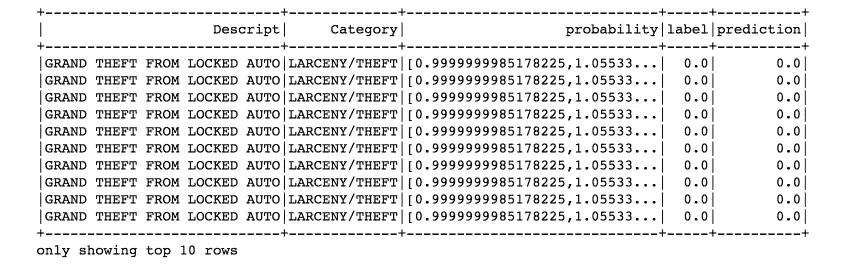 +----------------------------+-------------+------------------------------+-----+----------+
|                    Descript|     Category|                   probability|label|prediction|
+----------------------------+-------------+------------------------------+-----+----------+
|GRAND THEFT FROM LOCKED AUTO|LARCENY/THEFT|[0.9999999985178225,1.05533...|  0.0|       0.0|
|GRAND THEFT FROM LOCKED AUTO|LARCENY/THEFT|[0.9999999985178225,1.05533...|  0.0|       0.0|
|GRAND THEFT FROM LOCKED AUTO|LARCENY/THEFT|[0.9999999985178225,1.05533...|  0.0|       0.0|
|GRAND THEFT FROM LOCKED AUTO|LARCENY/THEFT|[0.9999999985178225,1.05533...|  0.0|       0.0|
|GRAND THEFT FROM LOCKED AUTO|LARCENY/THEFT|[0.9999999985178225,1.05533...|  0.0|       0.0|
|GRAND THEFT FROM LOCKED AUTO|LARCENY/THEFT|[0.9999999985178225,1.05533...|  0.0|       0.0|
|GRAND THEFT FROM LOCKED AUTO|LARCENY/THEFT|[0.9999999985178225,1.05533...|  0.0|       0.0|
|GRAND THEFT FROM LOCKED AUTO|LARCENY/THEFT|[0.9999999985178225,1.05533...|  0.0|       0.0|
|GRAND THEFT FROM LOCKED AUTO|LARCENY/THEFT|[0.9999999985178225,1.05533...|  0.0|       0.0|
|GRAND THEFT FROM LOCKED AUTO|LARCENY/THEFT|[0.9999999985178225,1.05533...|  0.0|       0.0|
+----------------------------+-------------+------------------------------+-----+----------+
only showing top 10 rows